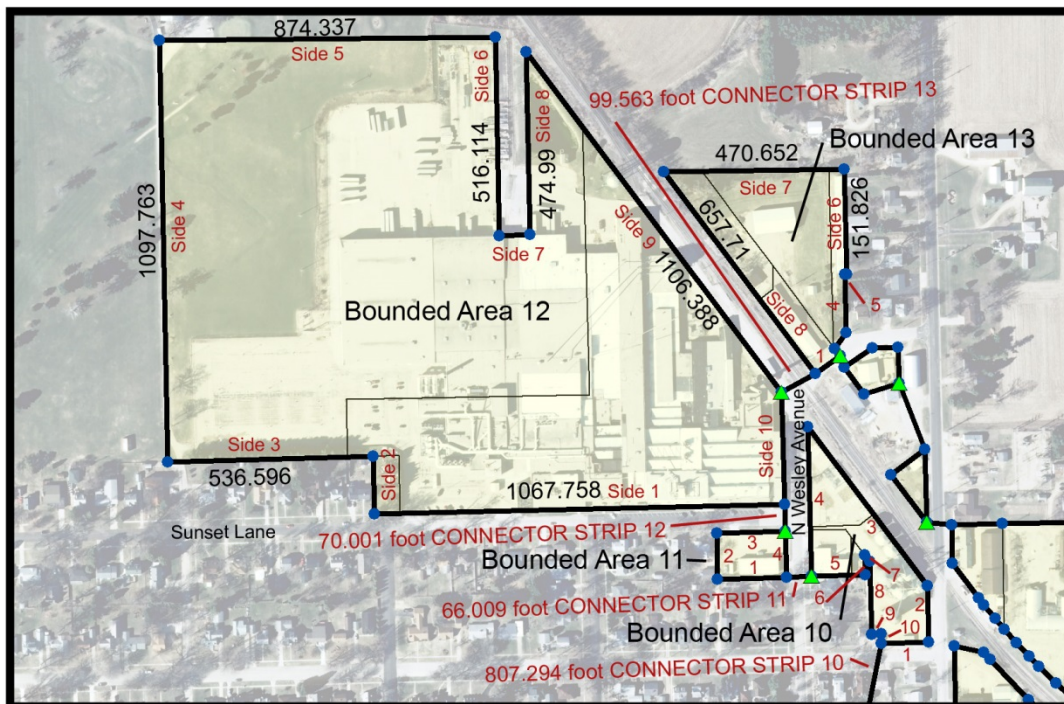 874.337
Side 5
Side 6
516.114
Side 8
474.99
Side 7
99.563 foot CONNECTOR STRIP 13
Bounded Area 13
470.652
Side 7
Side 6
151.826
657.71
Side 4
1097.763
Side 9
1106.388
Bounded Area 12
Side 8
4
5
1
Side 3
536.596
Side 2
Side 10
N Wesley Avenue
1067.758
Side 1
4
3
Sunset Lane
70.001 foot CONNECTOR STRIP 12
Bounded Area 11
3
2
1
4
5
7
66.009 foot CONNECTOR STRIP 11
6
8
2
Bounded Area 10
9
10
1
807.294 foot CONNECTOR STRIP 10